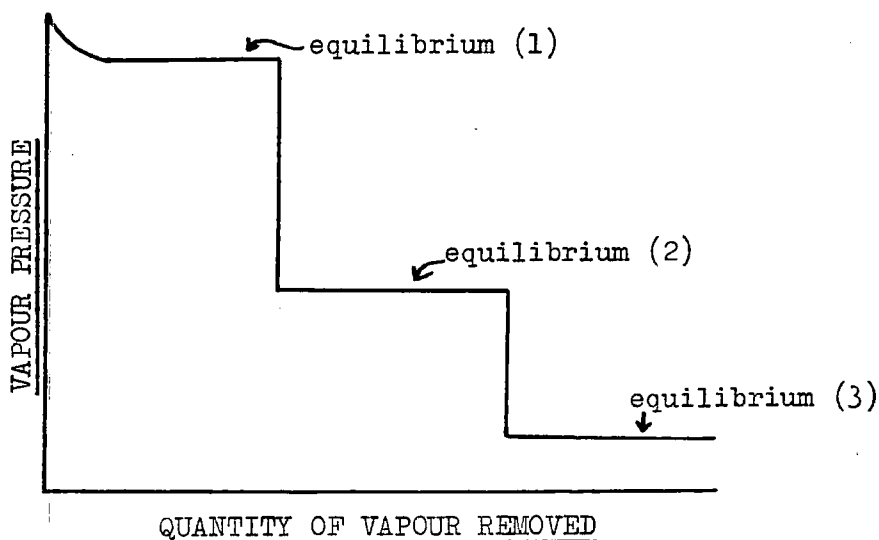 equilibrium (1)
equilibrium (2)
equilibrium (3)
VAPOUR PRESSURE
QUANTITY OF VAPOUR REMOVED